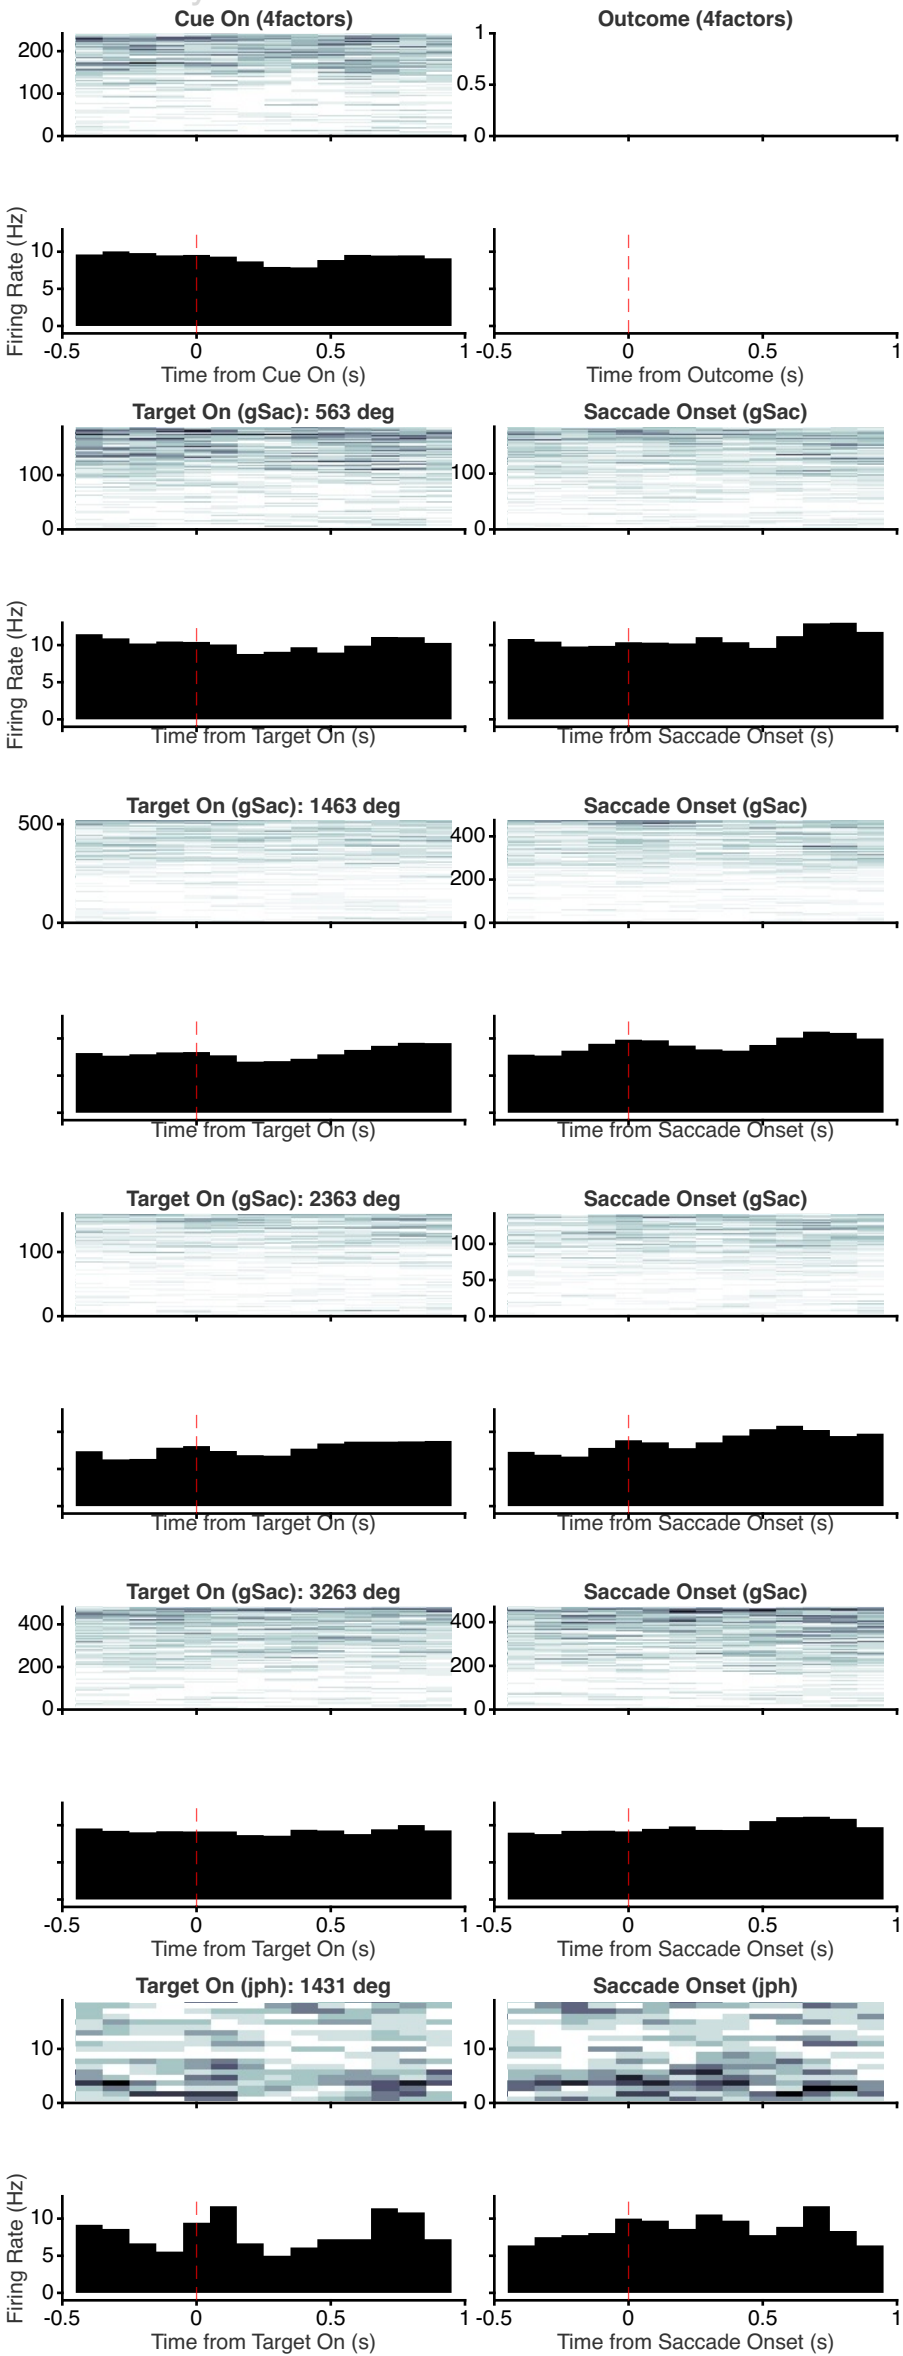 Cue On (4factors)
Outcome (4factors)
200
100
0
1
0.5
0
Firing Rate (Hz)
10
5
0
-0.5 0 0.5 1
-0.5 0 0.5 1
Time from Cue On (s)
Time from Outcome (s)
Target On (gSac): 563 deg
Saccade Onset (gSac)
100
0
100
0
Firing Rate (Hz)
10
5
0
Time from Target On (s)
Time from Saccade Onset (s)
Target On (gSac): 1463 deg
Saccade Onset (gSac)
500
0
400
200
0
Time from Target On (s)
Time from Saccade Onset (s)
Target On (gSac): 2363 deg
Saccade Onset (gSac)
100
0
100
50
0
Time from Target On (s)
Time from Saccade Onset (s)
Target On (gSac): 3263 deg
Saccade Onset (gSac)
400
200
0
400
200
0
-0.5 0 0.5 1
-0.5 0 0.5 1
Time from Target On (s)
Time from Saccade Onset (s)
Target On (jph): 1431 deg
Saccade Onset (jph)
10
0
10
0
Firing Rate (Hz)
10
5
0
-0.5 0 0.5 1
-0.5 0 0.5 1
Time from Target On (s)
Time from Saccade Onset (s)